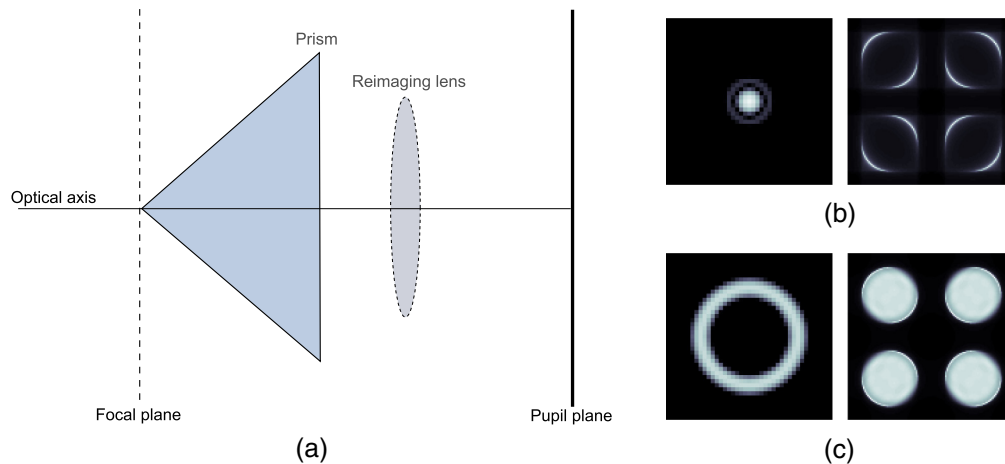 Prism
Reimaging lens
Optical axis
Focal plane
Pupil plane
(a)
(b)
(c)